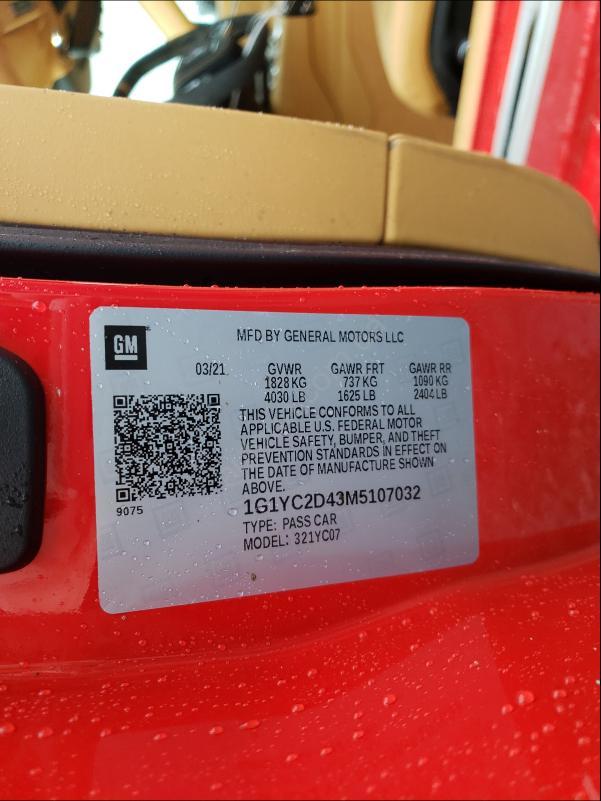 GM
MFD BY GENERAL MOTORS LLC
03/21 GVWR GAWR FRT GAWR RR
1828 KG 737 KG 1090 KG
4030 LB 1625 LB 2404 LB
THIS VEHICLE CONFORMS TO ALL
APPLICABLE U.S. FEDERAL MOTOR
VEHICLE SAFETY, BUMPER, AND THEFT
PREVENTION STANDARDS IN EFFECT ON
THE DATE OF MANUFACTURE SHOWN
ABOVE.
9075
1G1YC2D43M5107032
TYPE: PASS CAR
MODEL: 321YC07